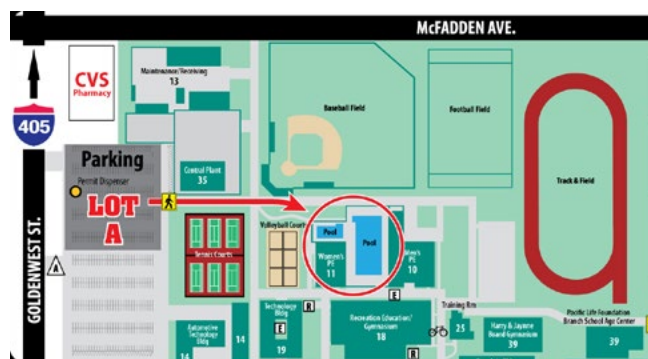 McFADDEN AVE.
CVS
Pharmacy
405
GOLDENWEST ST.
Maintenance/Receiving
13
Baseball Field
Football Field
Track & Field
Parking
Permit Dispenser
LOT
A
Central Plant
35
A
Tennis Courts
Volleyball Courts
Pool
Pool
Women's
PE
11
Men's
PE
10
Automotive
Technology
Bldg
14
14
Technology
Bldg
E
19
R
E
Recreation Education/
Gymnasium
18
R
Training Rm
25
Harry & Jaynne
Board Gymnasium
39
Pacific Life Foundation
Branch School Age Center
39